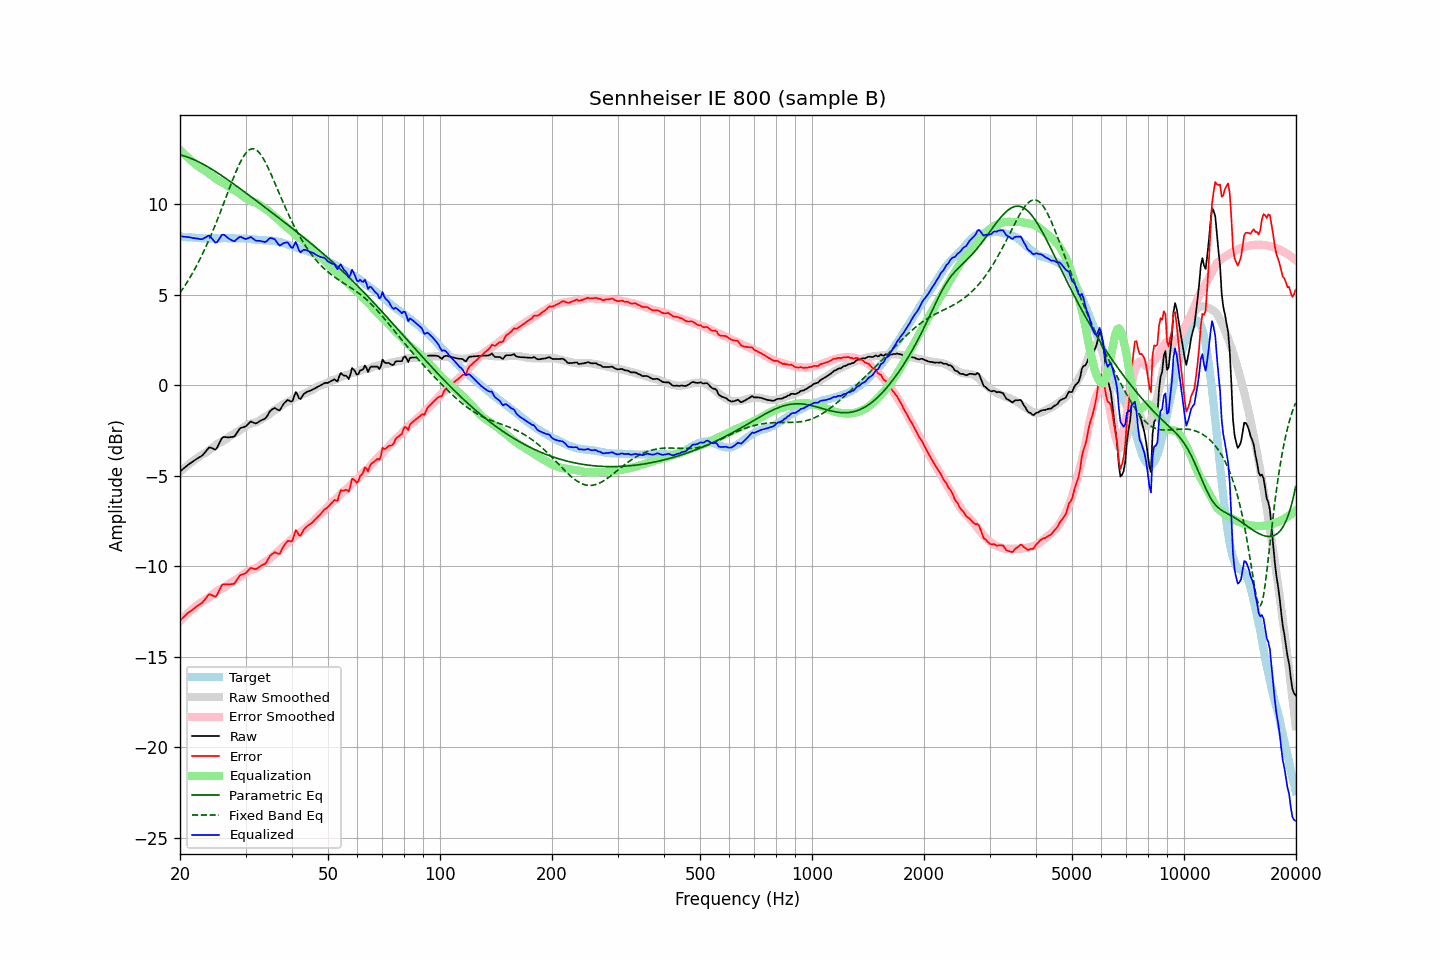 Sennheiser IE 800 (sample B)
Amplitude (dBr)
10
5
0
−5
−10
−15
−20
−25
Target
Raw Smoothed
Error Smoothed
Raw
Error
Equalization
Parametric Eq
Fixed Band Eq
Equalized
20 50 100 200 500 1000 2000 5000 10000 20000
Frequency (Hz)